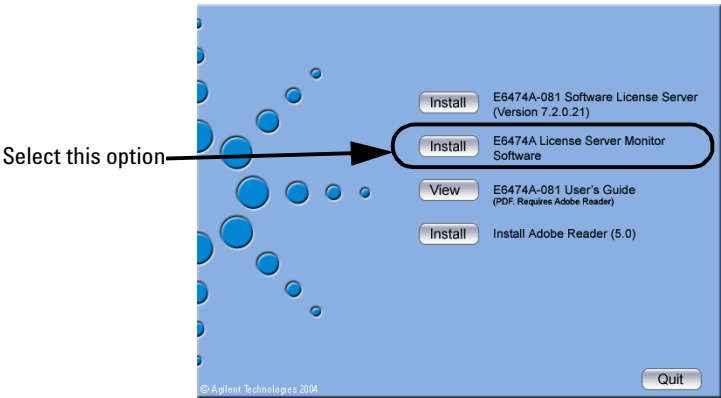 Install E6474A-081 Software License Server
(Version 7.2.0.21)
Select this option
Install E6474A License Server Monitor
Software
View E6474A-081 User's Guide
(PDF. Requires Adobe Reader)
Install Install Adobe Reader (5.0)
Quit
© Agilent Technologies 2004